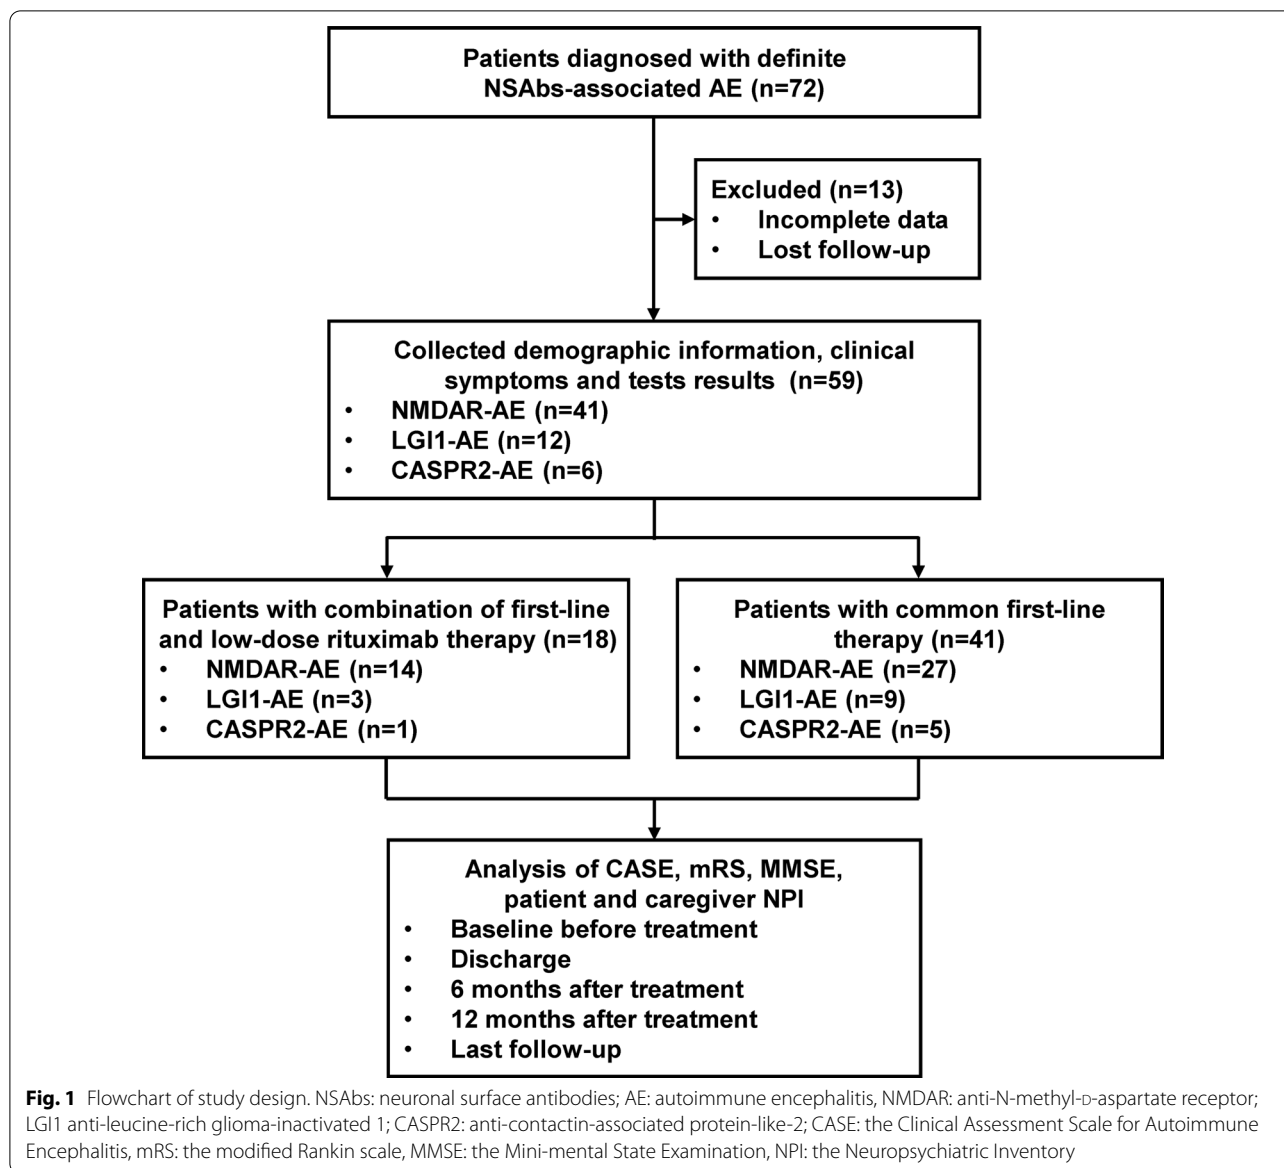 Patients diagnosed with definite
NSAbs-associated AE (n=72)
Excluded (n=13)
• Incomplete data
• Lost follow-up
Collected demographic information, clinical
symptoms and tests results (n=59)
• NMDAR-AE (n=41)
• LGI1-AE (n=12)
• CASPR2-AE (n=6)
Patients with combination of first-line
and low-dose rituximab therapy (n=18)
• NMDAR-AE (n=14)
• LGI1-AE (n=3)
• CASPR2-AE (n=1)
Patients with common first-line
therapy (n=41)
• NMDAR-AE (n=27)
• LGI1-AE (n=9)
• CASPR2-AE (n=5)
Analysis of CASE, mRS, MMSE,
patient and caregiver NPI
• Baseline before treatment
• Discharge
• 6 months after treatment
• 12 months after treatment
• Last follow-up
Fig. 1 Flowchart of study design. NSAbs: neuronal surface antibodies; AE: autoimmune encephalitis, NMDAR: anti-N-methyl-D-aspartate receptor;
LGI1 anti-leucine-rich glioma-inactivated 1; CASPR2: anti-contactin-associated protein-like-2; CASE: the Clinical Assessment Scale for Autoimmune
Encephalitis, mRS: the modified Rankin scale, MMSE: the Mini-mental State Examination, NPI: the Neuropsychiatric Inventory